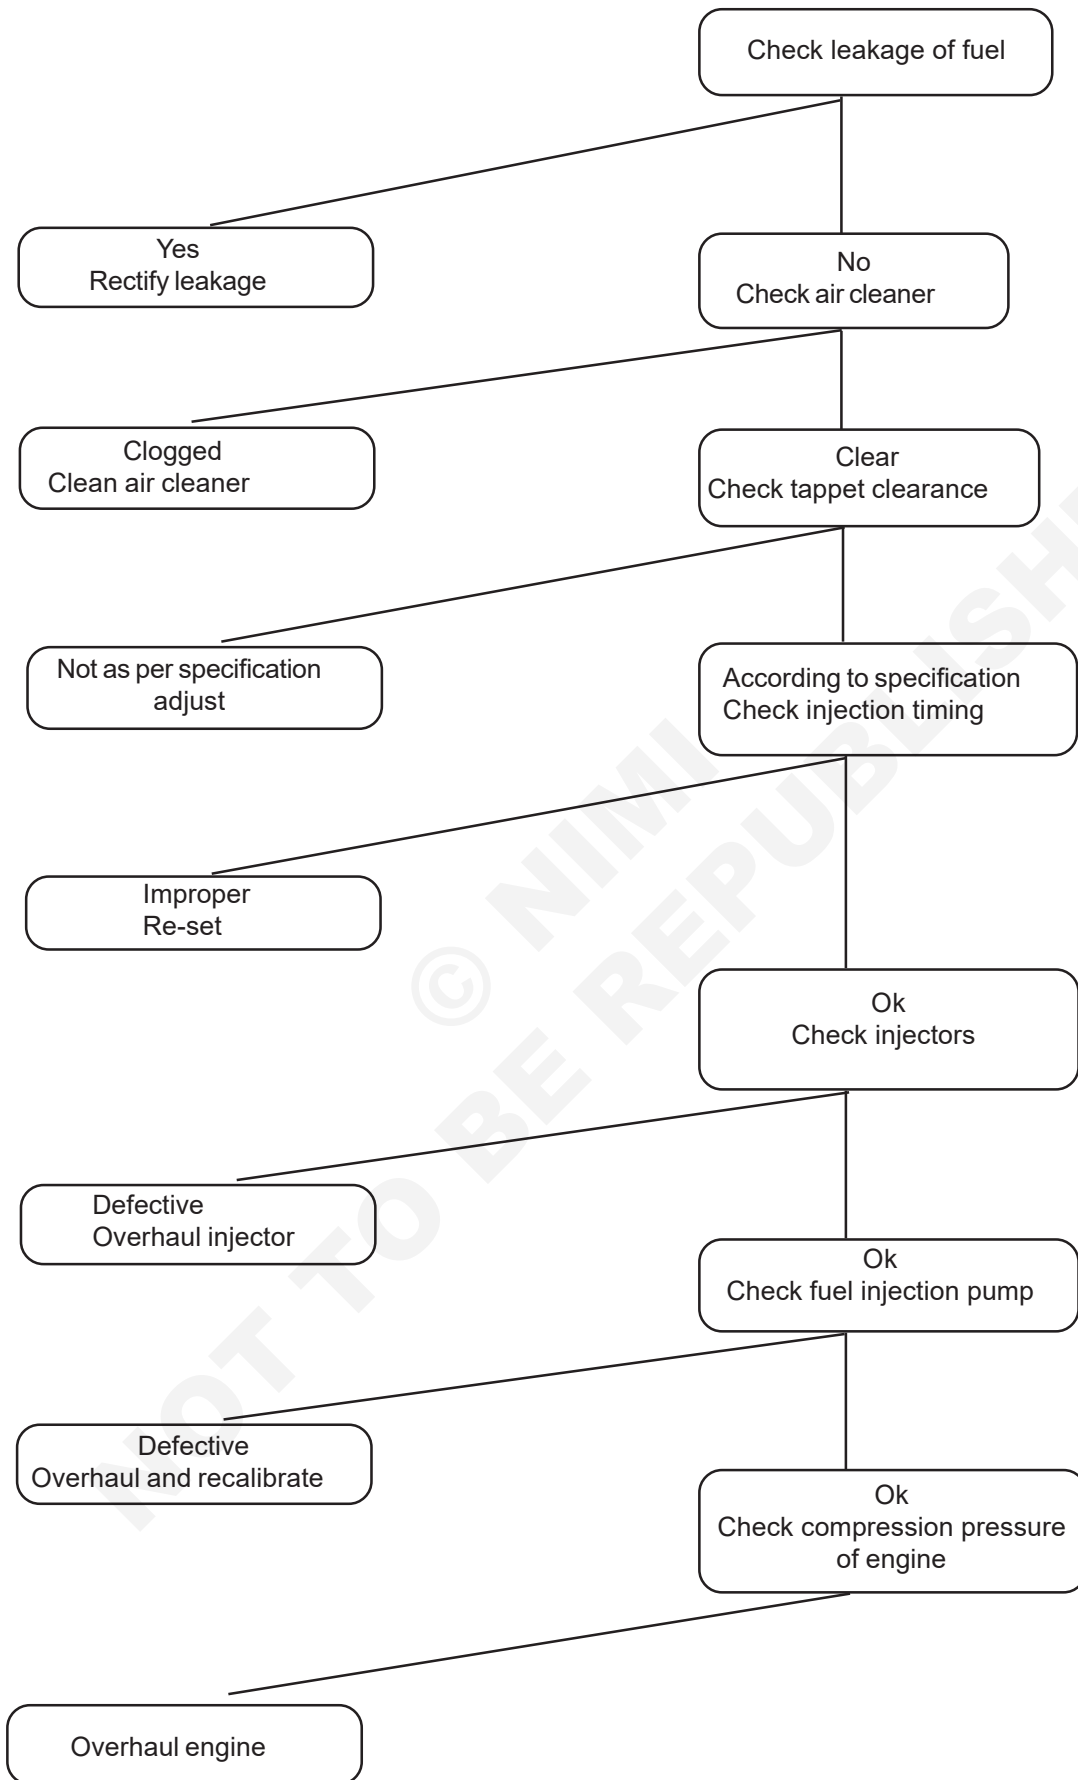 Check leakage of fuel
Yes
Rectify leakage
No
Check air cleaner
Clogged
Clean air cleaner
Clear
Check tappet clearance
Not as per specification
adjust
According to specification
Check injection timing
Improper
Re-set
Ok
Check injectors
Defective
Overhaul injector
Ok
Check fuel injection pump
Defective
Overhaul and recalibrate
Ok
Check compression pressure
of engine
Overhaul engine
© NIMI
NOT TO BE REPUBLISHE